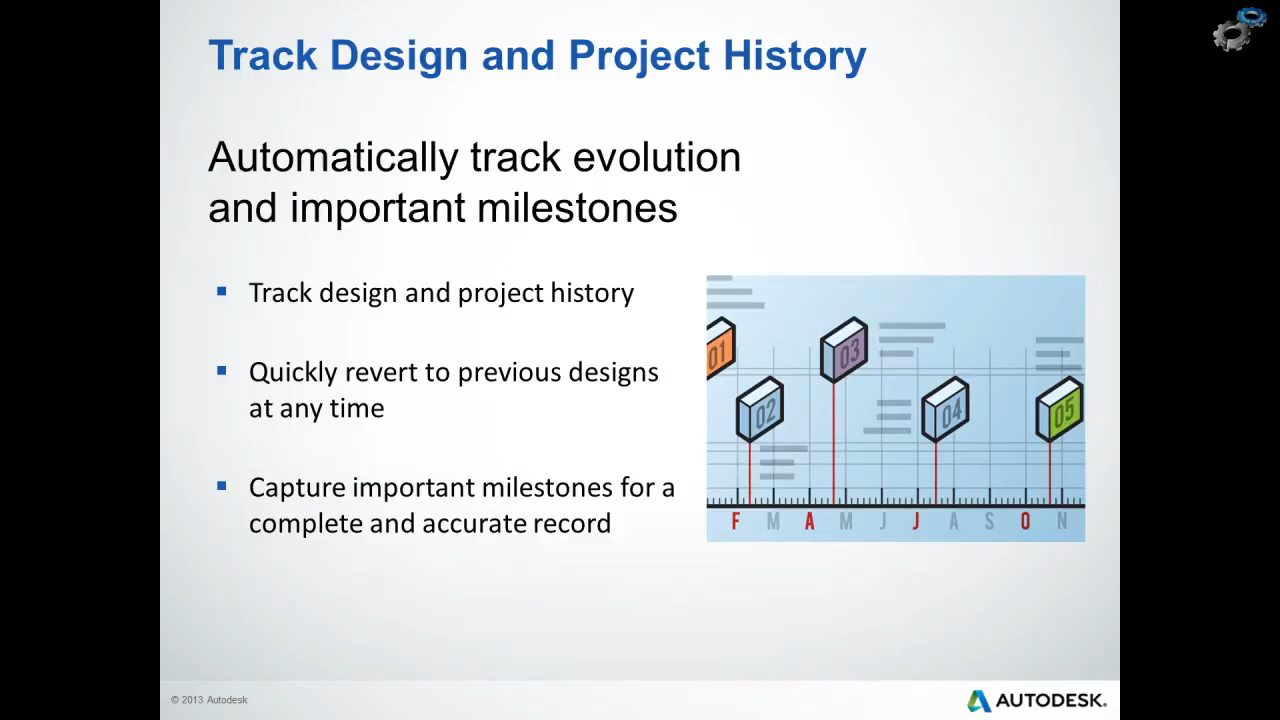 Track Design and Project History
Automatically track evolution
and important milestones
▪ Track design and project history
▪ Quickly revert to previous designs
at any time
▪ Capture important milestones for a
complete and accurate record
01
02
03
04
05
F M A M J J A S O N
© 2013 Autodesk
AUTODESK.